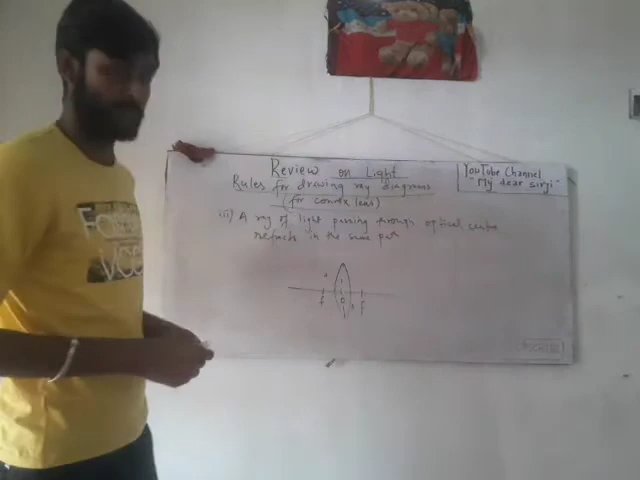 Review on Light
Rules for drawing ray diagrams
(for convex lens)
YouTube Channel
"My dear sirji"
iii) A ray of light passing through optical centre
refracts in the same path
F
O
F